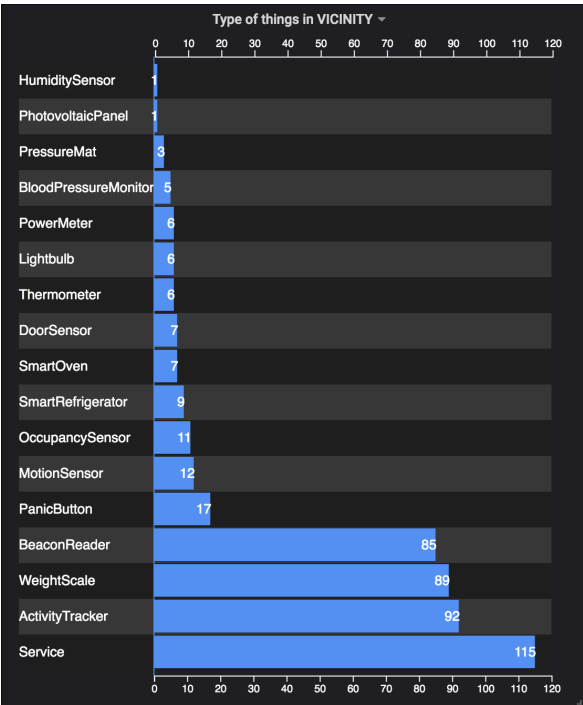 Type of things in VICINITY
0 10 20 30 40 50 60 70 80 90 100 110 120
HumiditySensor 1
PhotovoltaicPanel 1
PressureMat 3
BloodPressureMonitor 5
PowerMeter 6
Lightbulb 6
Thermometer 6
DoorSensor 7
SmartOven 7
SmartRefrigerator 9
OccupancySensor 11
MotionSensor 12
PanicButton 17
BeaconReader 85
WeightScale 89
ActivityTracker 92
Service 115
0 10 20 30 40 50 60 70 80 90 100 110 120